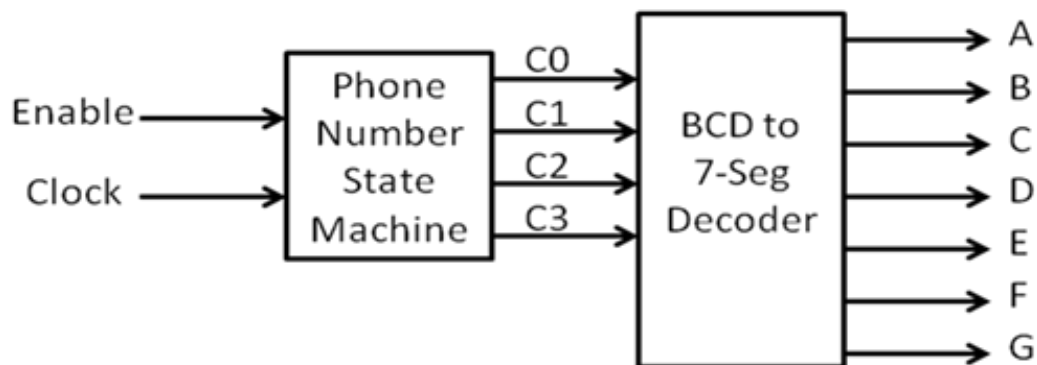 Enable
Clock
Phone
Number
State
Machine
C0
C1
C2
C3
BCD to
7-Seg
Decoder
A
B
C
D
E
F
G